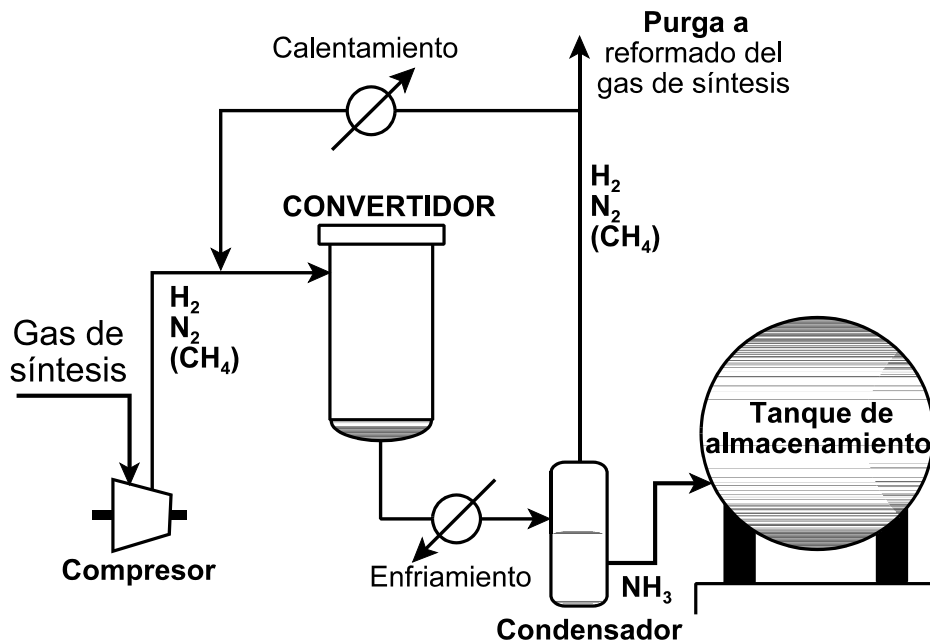 Purga a
reformado del
gas de síntesis
Calentamiento
H₂
N₂
(CH₄)
CONVERTIDOR
H₂
N₂
(CH₄)
Gas de
síntesis
Tanque de
almacenamiento
Compresor
Enfriamiento
NH₃
Condensador